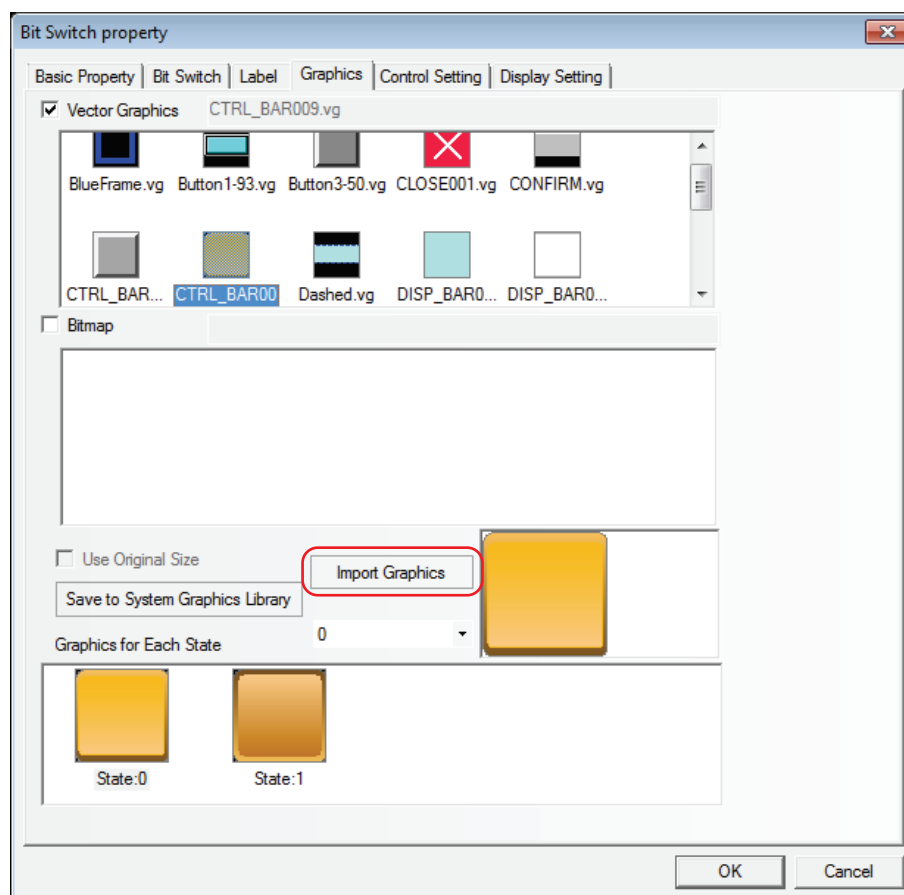 Bit Switch property
Basic Property Bit Switch Label Graphics Control Setting Display Setting
Vector Graphics CTRL_BAR009.vg
BlueFrame.vg Button1-93.vg Button3-50.vg CLOSE001.vg CONFIRM.vg
CTRL_BAR... CTRL_BAR00 Dashed.vg DISP_BAR0... DISP_BAR0...
Bitmap
Use Original Size
Import Graphics
Save to System Graphics Library
Graphics for Each State
0
State:0 State:1
OK Cancel